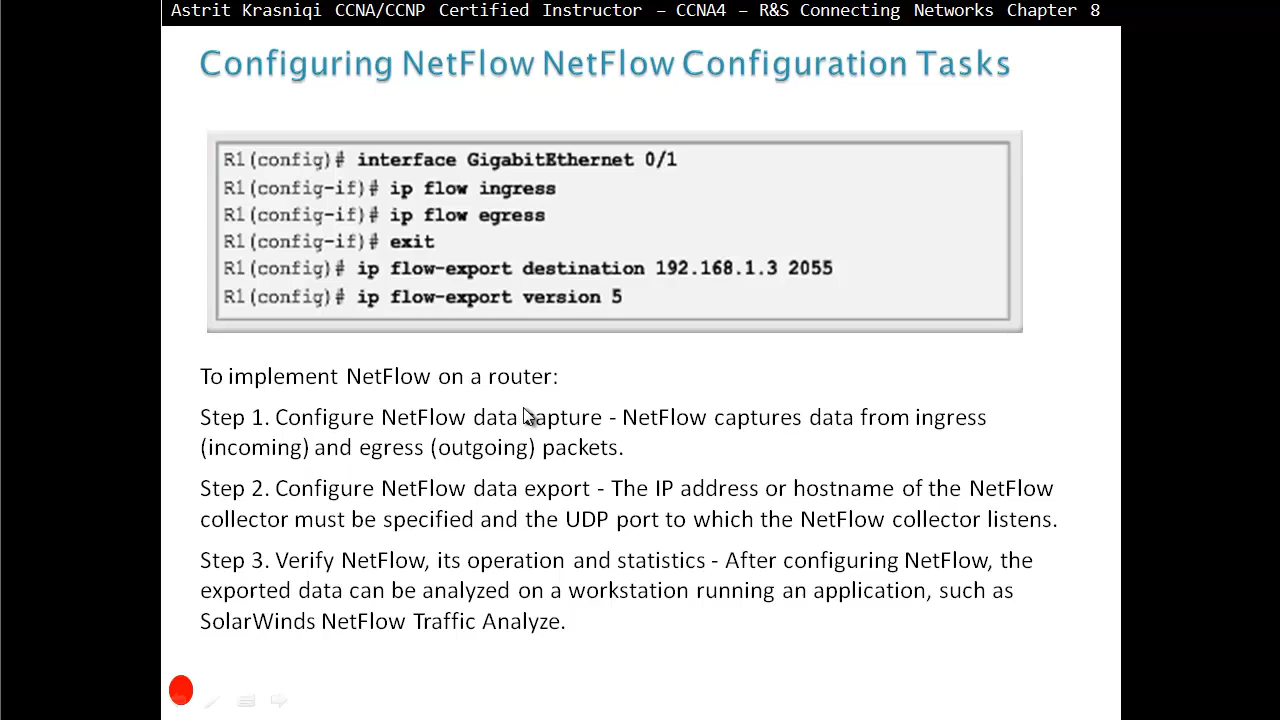 Astrit Krasniqi CCNA/CCNP Certified Instructor – CCNA4 – R&S Connecting Networks Chapter 8
Configuring NetFlow NetFlow Configuration Tasks
R1(config)# interface GigabitEthernet 0/1
R1(config-if)# ip flow ingress
R1(config-if)# ip flow egress
R1(config-if)# exit
R1(config)# ip flow-export destination 192.168.1.3 2055
R1(config)# ip flow-export version 5
To implement NetFlow on a router:
Step 1. Configure NetFlow data capture - NetFlow captures data from ingress
(incoming) and egress (outgoing) packets.
Step 2. Configure NetFlow data export - The IP address or hostname of the NetFlow
collector must be specified and the UDP port to which the NetFlow collector listens.
Step 3. Verify NetFlow, its operation and statistics - After configuring NetFlow, the
exported data can be analyzed on a workstation running an application, such as
SolarWinds NetFlow Traffic Analyze.